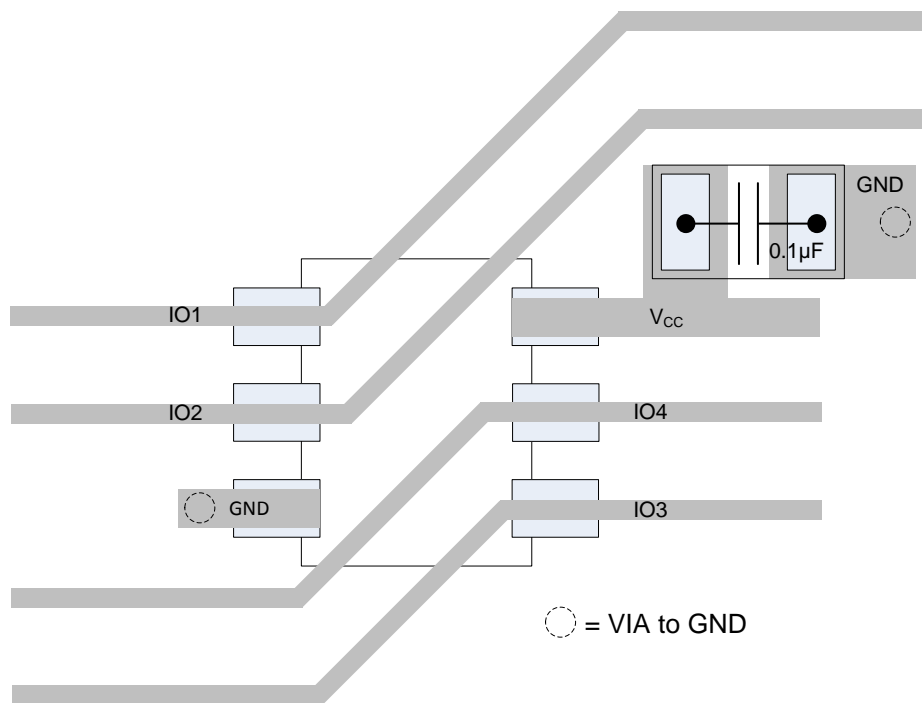 GND
0.1µF
IO1
VCC
IO2
IO4
GND
IO3
= VIA to GND